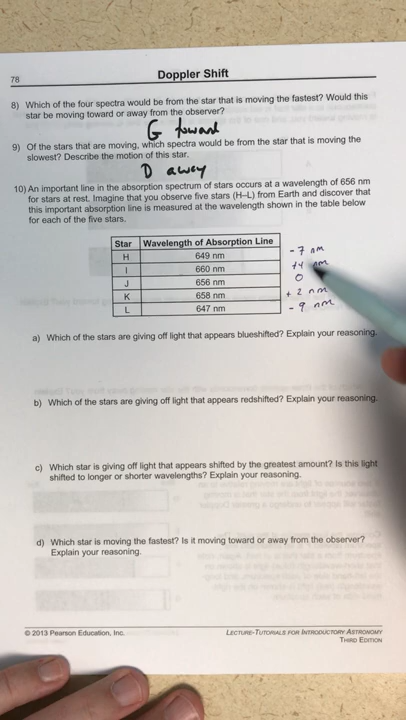 78
Doppler Shift
8) Which of the four spectra would be from the star that is moving the fastest? Would this
star be moving toward or away from the observer?
G toward
9) Of the stars that are moving, which spectra would be from the star that is moving the
slowest? Describe the motion of this star.
D away
10) An important line in the absorption spectrum of stars occurs at a wavelength of 656 nm
for stars at rest. Imagine that you observe five stars (H–L) from Earth and discover that
this important absorption line is measured at the wavelength shown in the table below
for each of the five stars.
Star Wavelength of Absorption Line
H 649 nm - 7 nm
I 660 nm +4 nm
J 656 nm 0
K 658 nm + 2 nm
L 647 nm - 9 nm
a) Which of the stars are giving off light that appears blueshifted? Explain your reasoning.
b) Which of the stars are giving off light that appears redshifted? Explain your reasoning.
c) Which star is giving off light that appears shifted by the greatest amount? Is this light
shifted to longer or shorter wavelengths? Explain your reasoning.
d) Which star is moving the fastest? Is it moving toward or away from the observer?
Explain your reasoning.
© 2013 Pearson Education, Inc.
LECTURE-TUTORIALS FOR INTRODUCTORY ASTRONOMY
THIRD EDITION